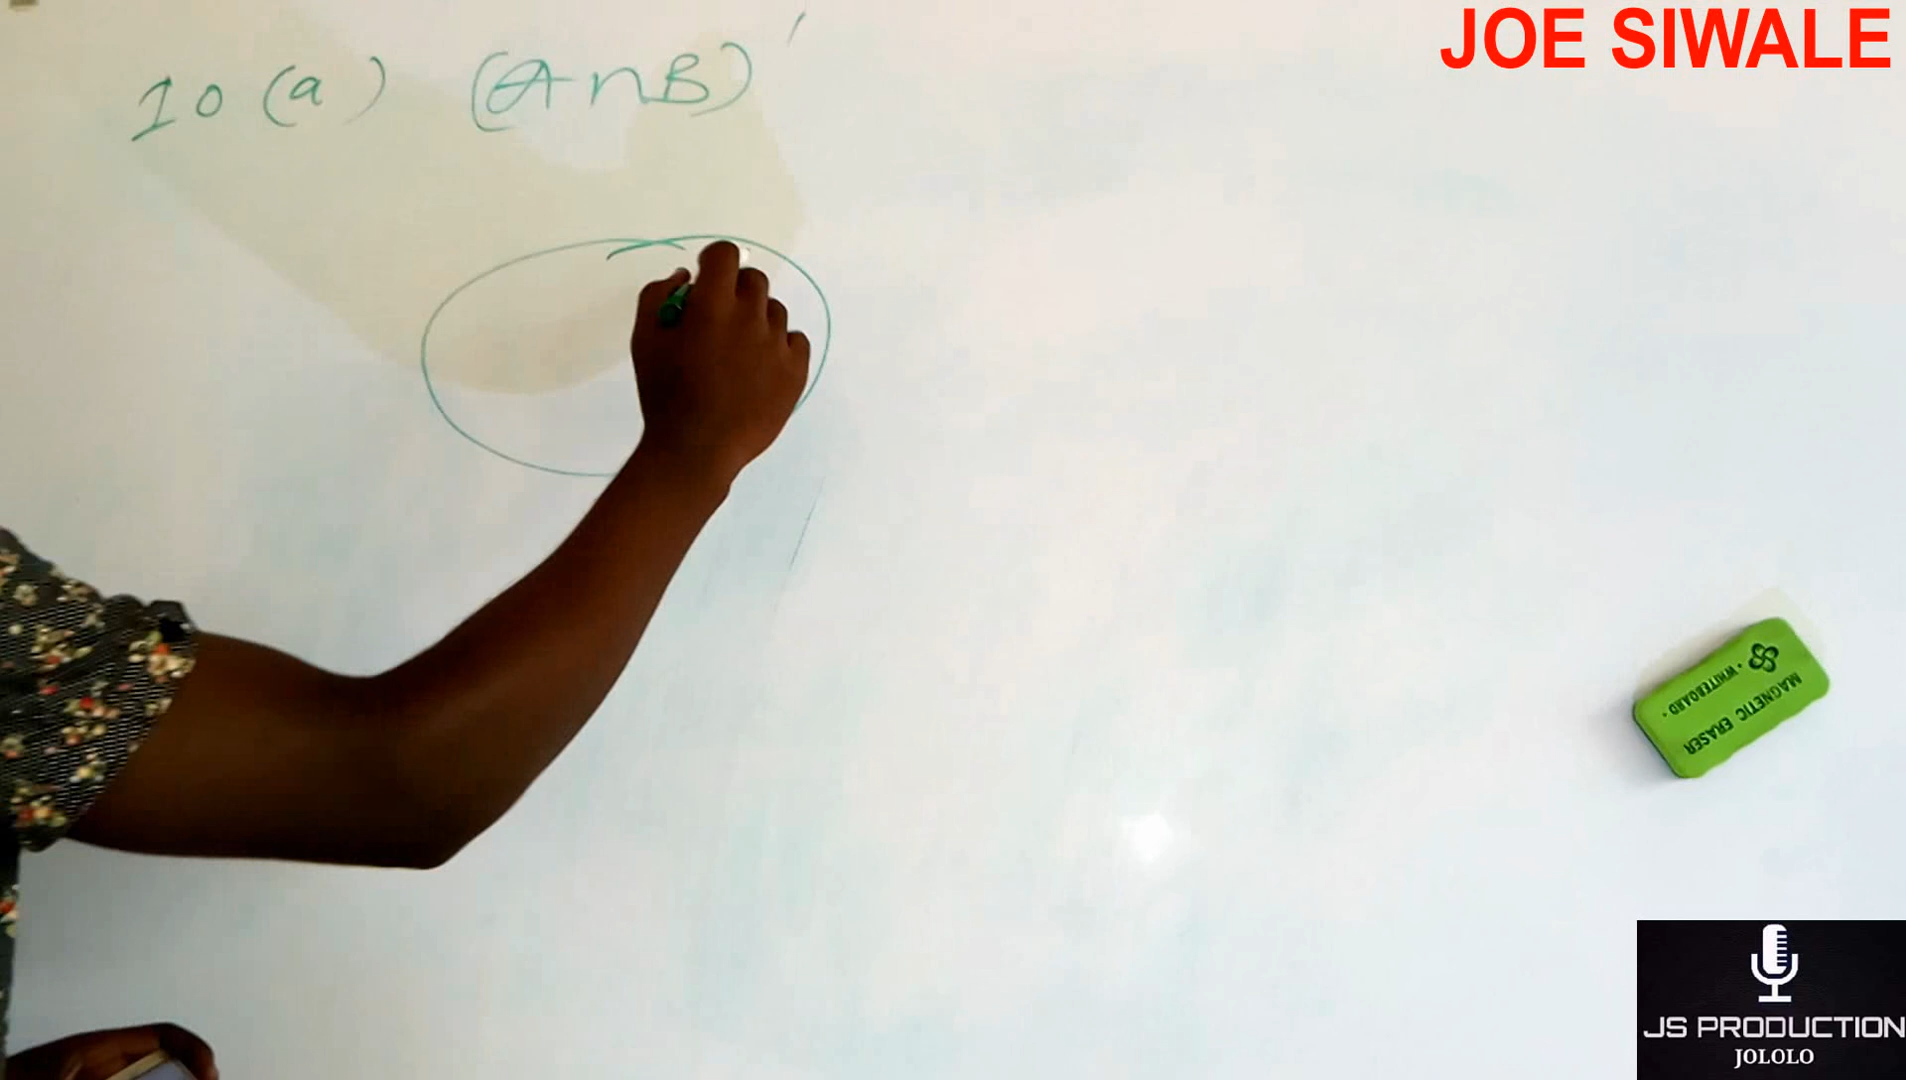 JOE SIWALE
10 (a) (A∩B)'
MAGNETIC ERASER
• WHITEBOARD •
JS PRODUCTION
JOLOLO